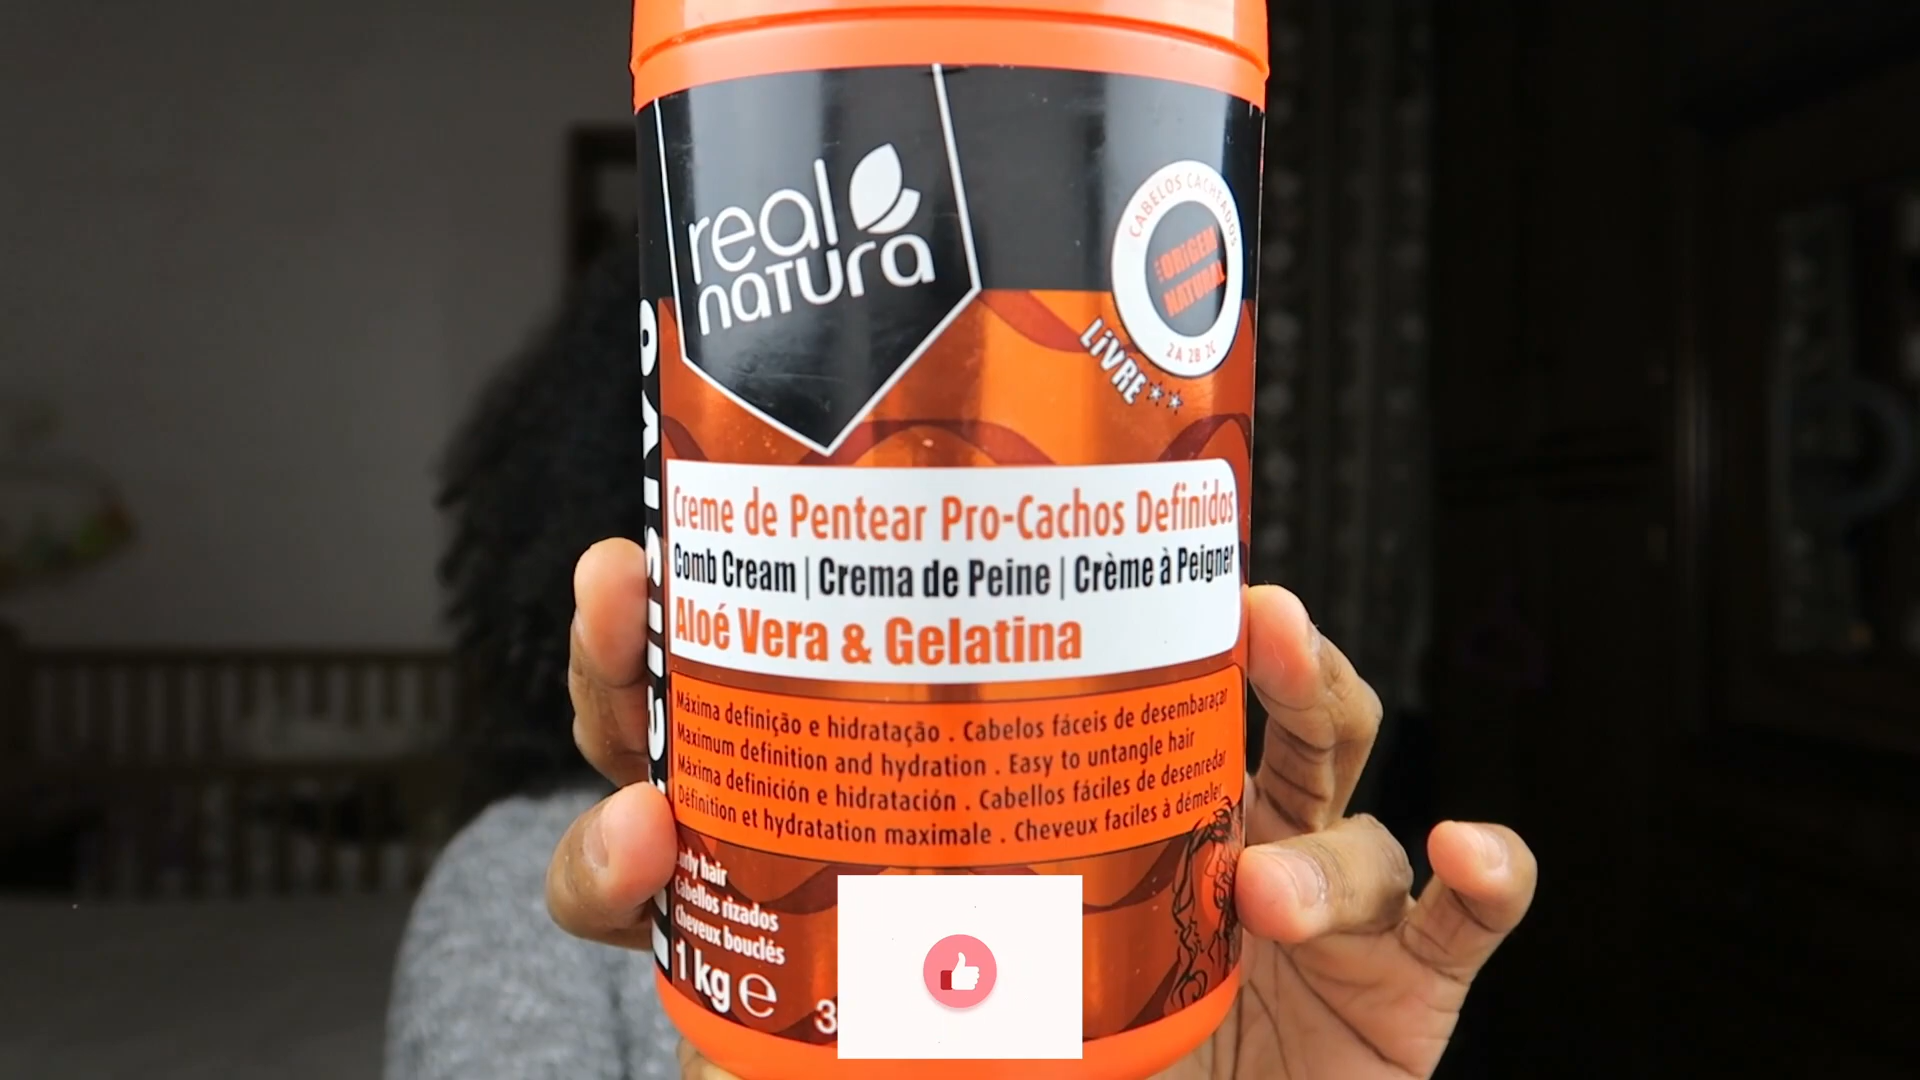 real
natura
CABELOS CACHEADOS
ORIGEM
NATURAL
2A 2B 2C
LIVRE**
Creme de Pentear Pro-Cachos Definidos
Comb Cream | Crema de Peine | Crème à Peigner
Aloé Vera & Gelatina
Máxima definição e hidratação . Cabelos fáceis de desembaraçar
Maximum definition and hydration . Easy to untangle hair
Máxima definición e hidratación . Cabellos fáciles de desenredar
Définition et hydratation maximale . Cheveux faciles à démeler
hair
Cabellos rizados
Cheveux bouclés
1 kg e